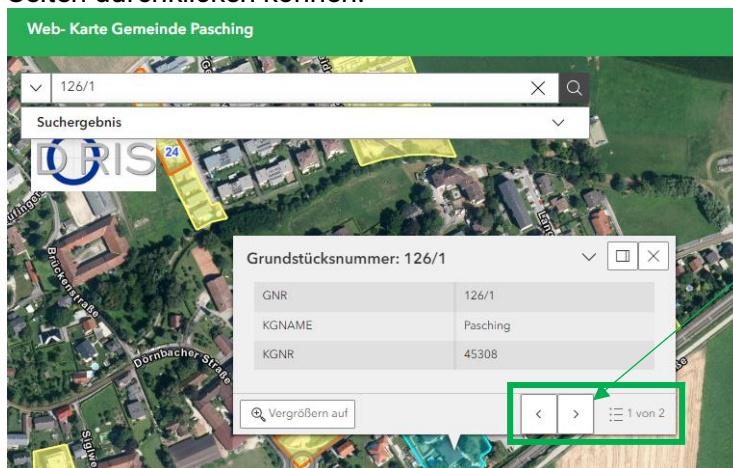 Seiten durchklicken können.
Web- Karte Gemeinde Pasching
126/1
Suchergebnis
DORIS
24
Brückenstraße
Dörnbacher Straße
Grundstücksnummer: 126/1
GNR 126/1
KGNAME Pasching
KGNR 45308
Vergrößern auf
1 von 2